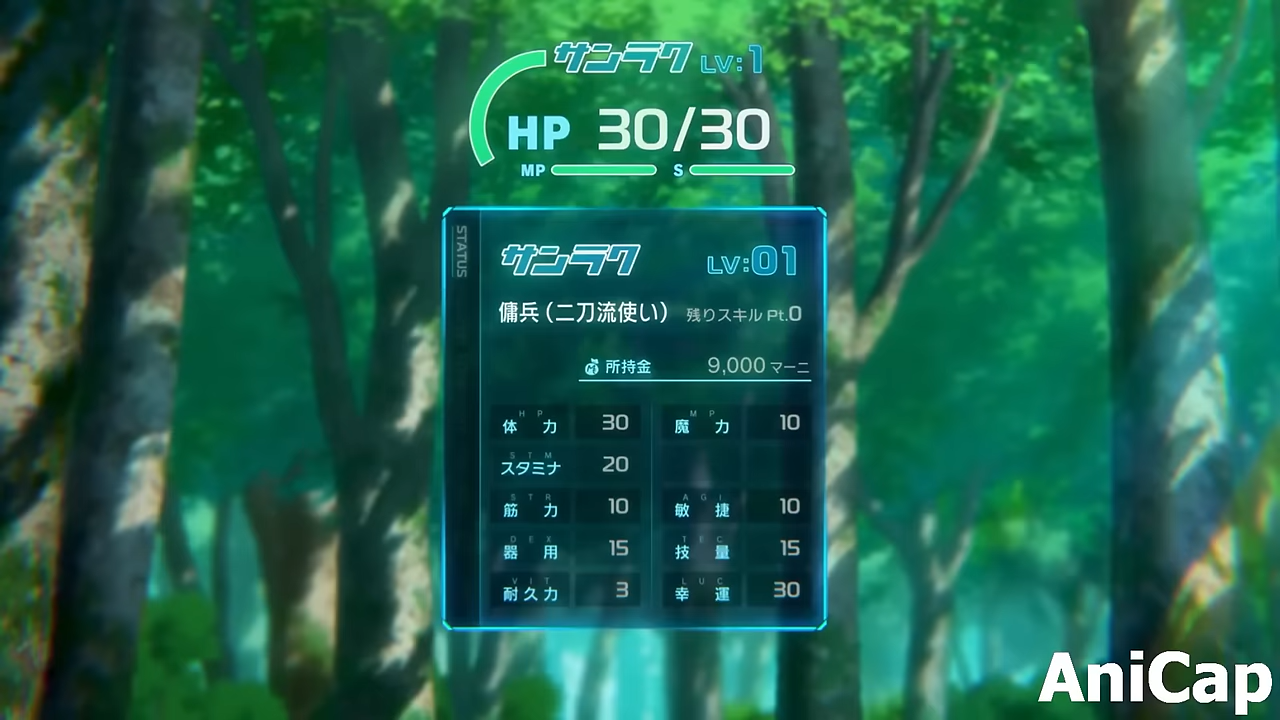 サンラク LV:1
HP 30/30
MP S
STATUS
サンラク LV:01
傭兵（二刀流使い） 残りスキル Pt.0
所持金 9,000 マーニ
HP MP
体力 30 魔力 10
STM
スタミナ 20
STR AGI
筋力 10 敏捷 10
DEX TEC
器用 15 技量 15
VIT LUC
耐久力 3 幸運 30
AniCap